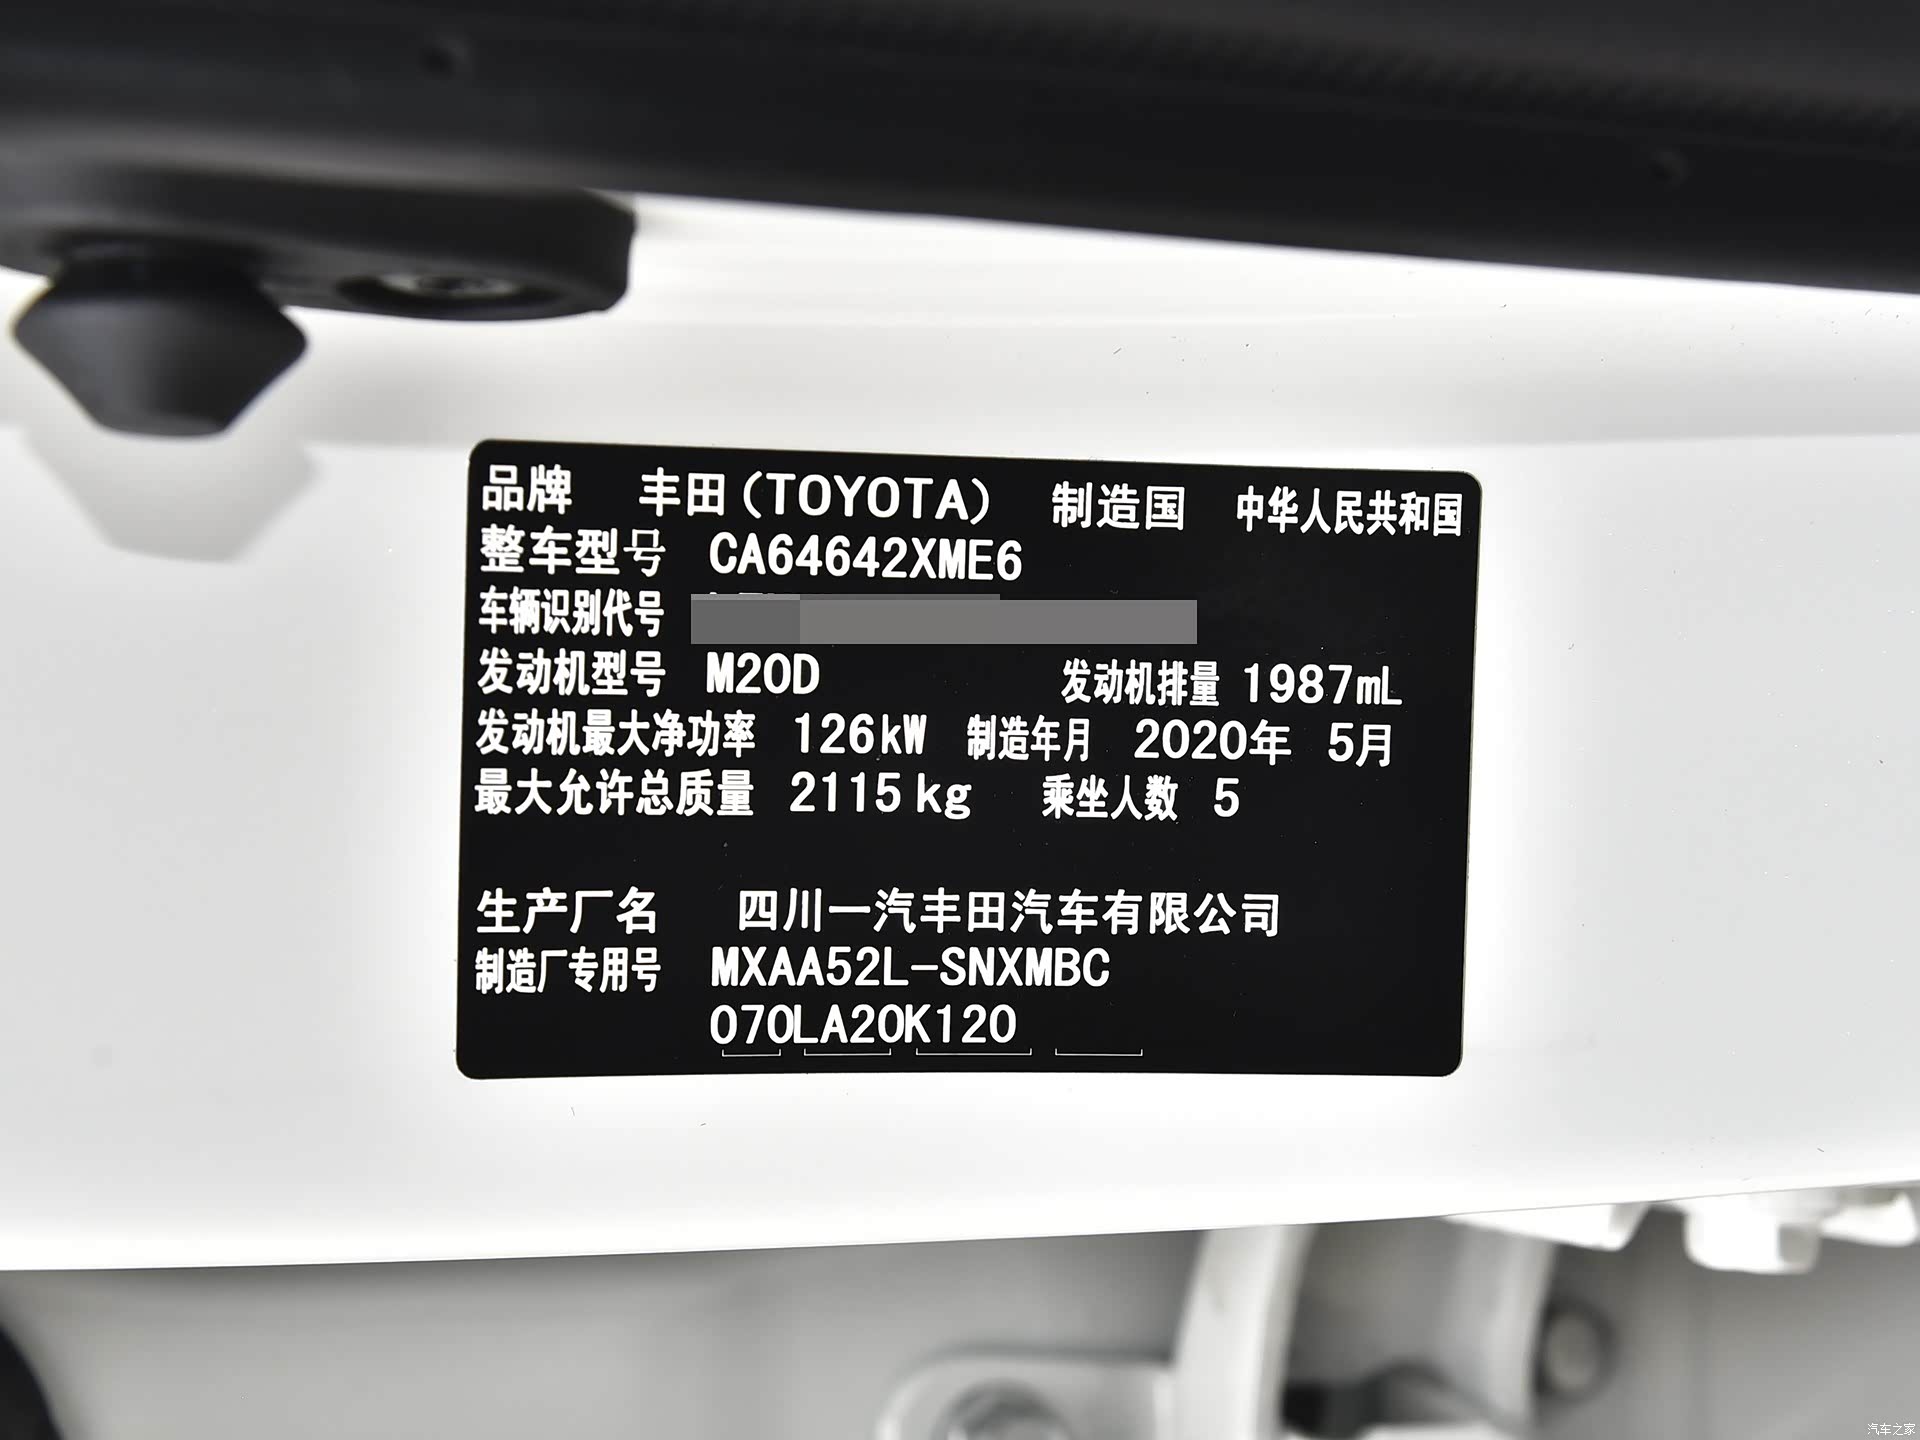 品牌 丰田(TOYOTA) 制造国 中华人民共和国
整车型号 CA64642XME6
车辆识别代号
发动机型号 M20D 发动机排量 1987mL
发动机最大净功率 126kW 制造年月 2020年 5月
最大允许总质量 2115kg 乘坐人数 5
生产厂名 四川一汽丰田汽车有限公司
制造厂专用号 MXAA52L-SNXMBC
070LA20K120
汽车之家